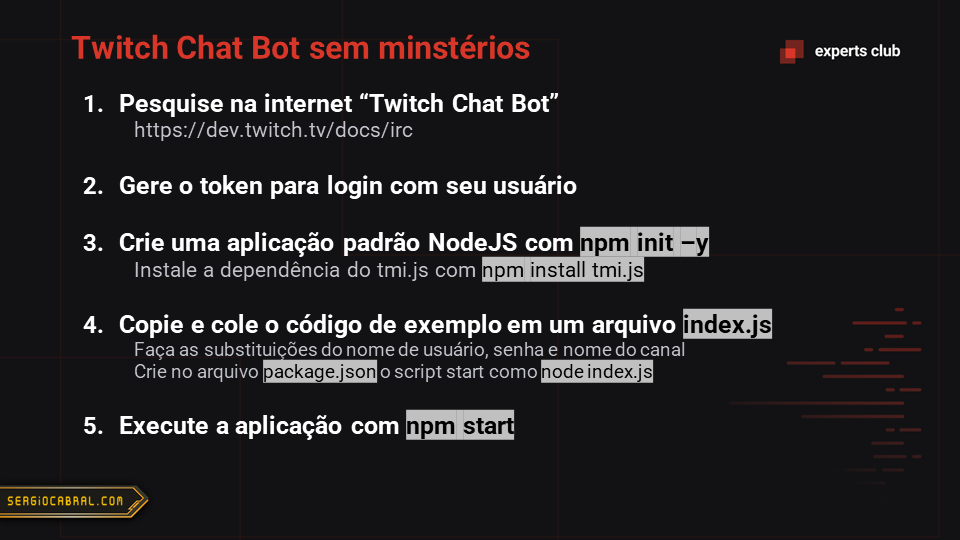 Twitch Chat Bot sem minstérios
experts club
1. Pesquise na internet “Twitch Chat Bot”
https://dev.twitch.tv/docs/irc
2. Gere o token para login com seu usuário
3. Crie uma aplicação padrão NodeJS com npm init –y
Instale a dependência do tmi.js com npm install tmi.js
4. Copie e cole o código de exemplo em um arquivo index.js
Faça as substituições do nome de usuário, senha e nome do canal
Crie no arquivo package.json o script start como node index.js
5. Execute a aplicação com npm start
SERGIOCABRAL.COM